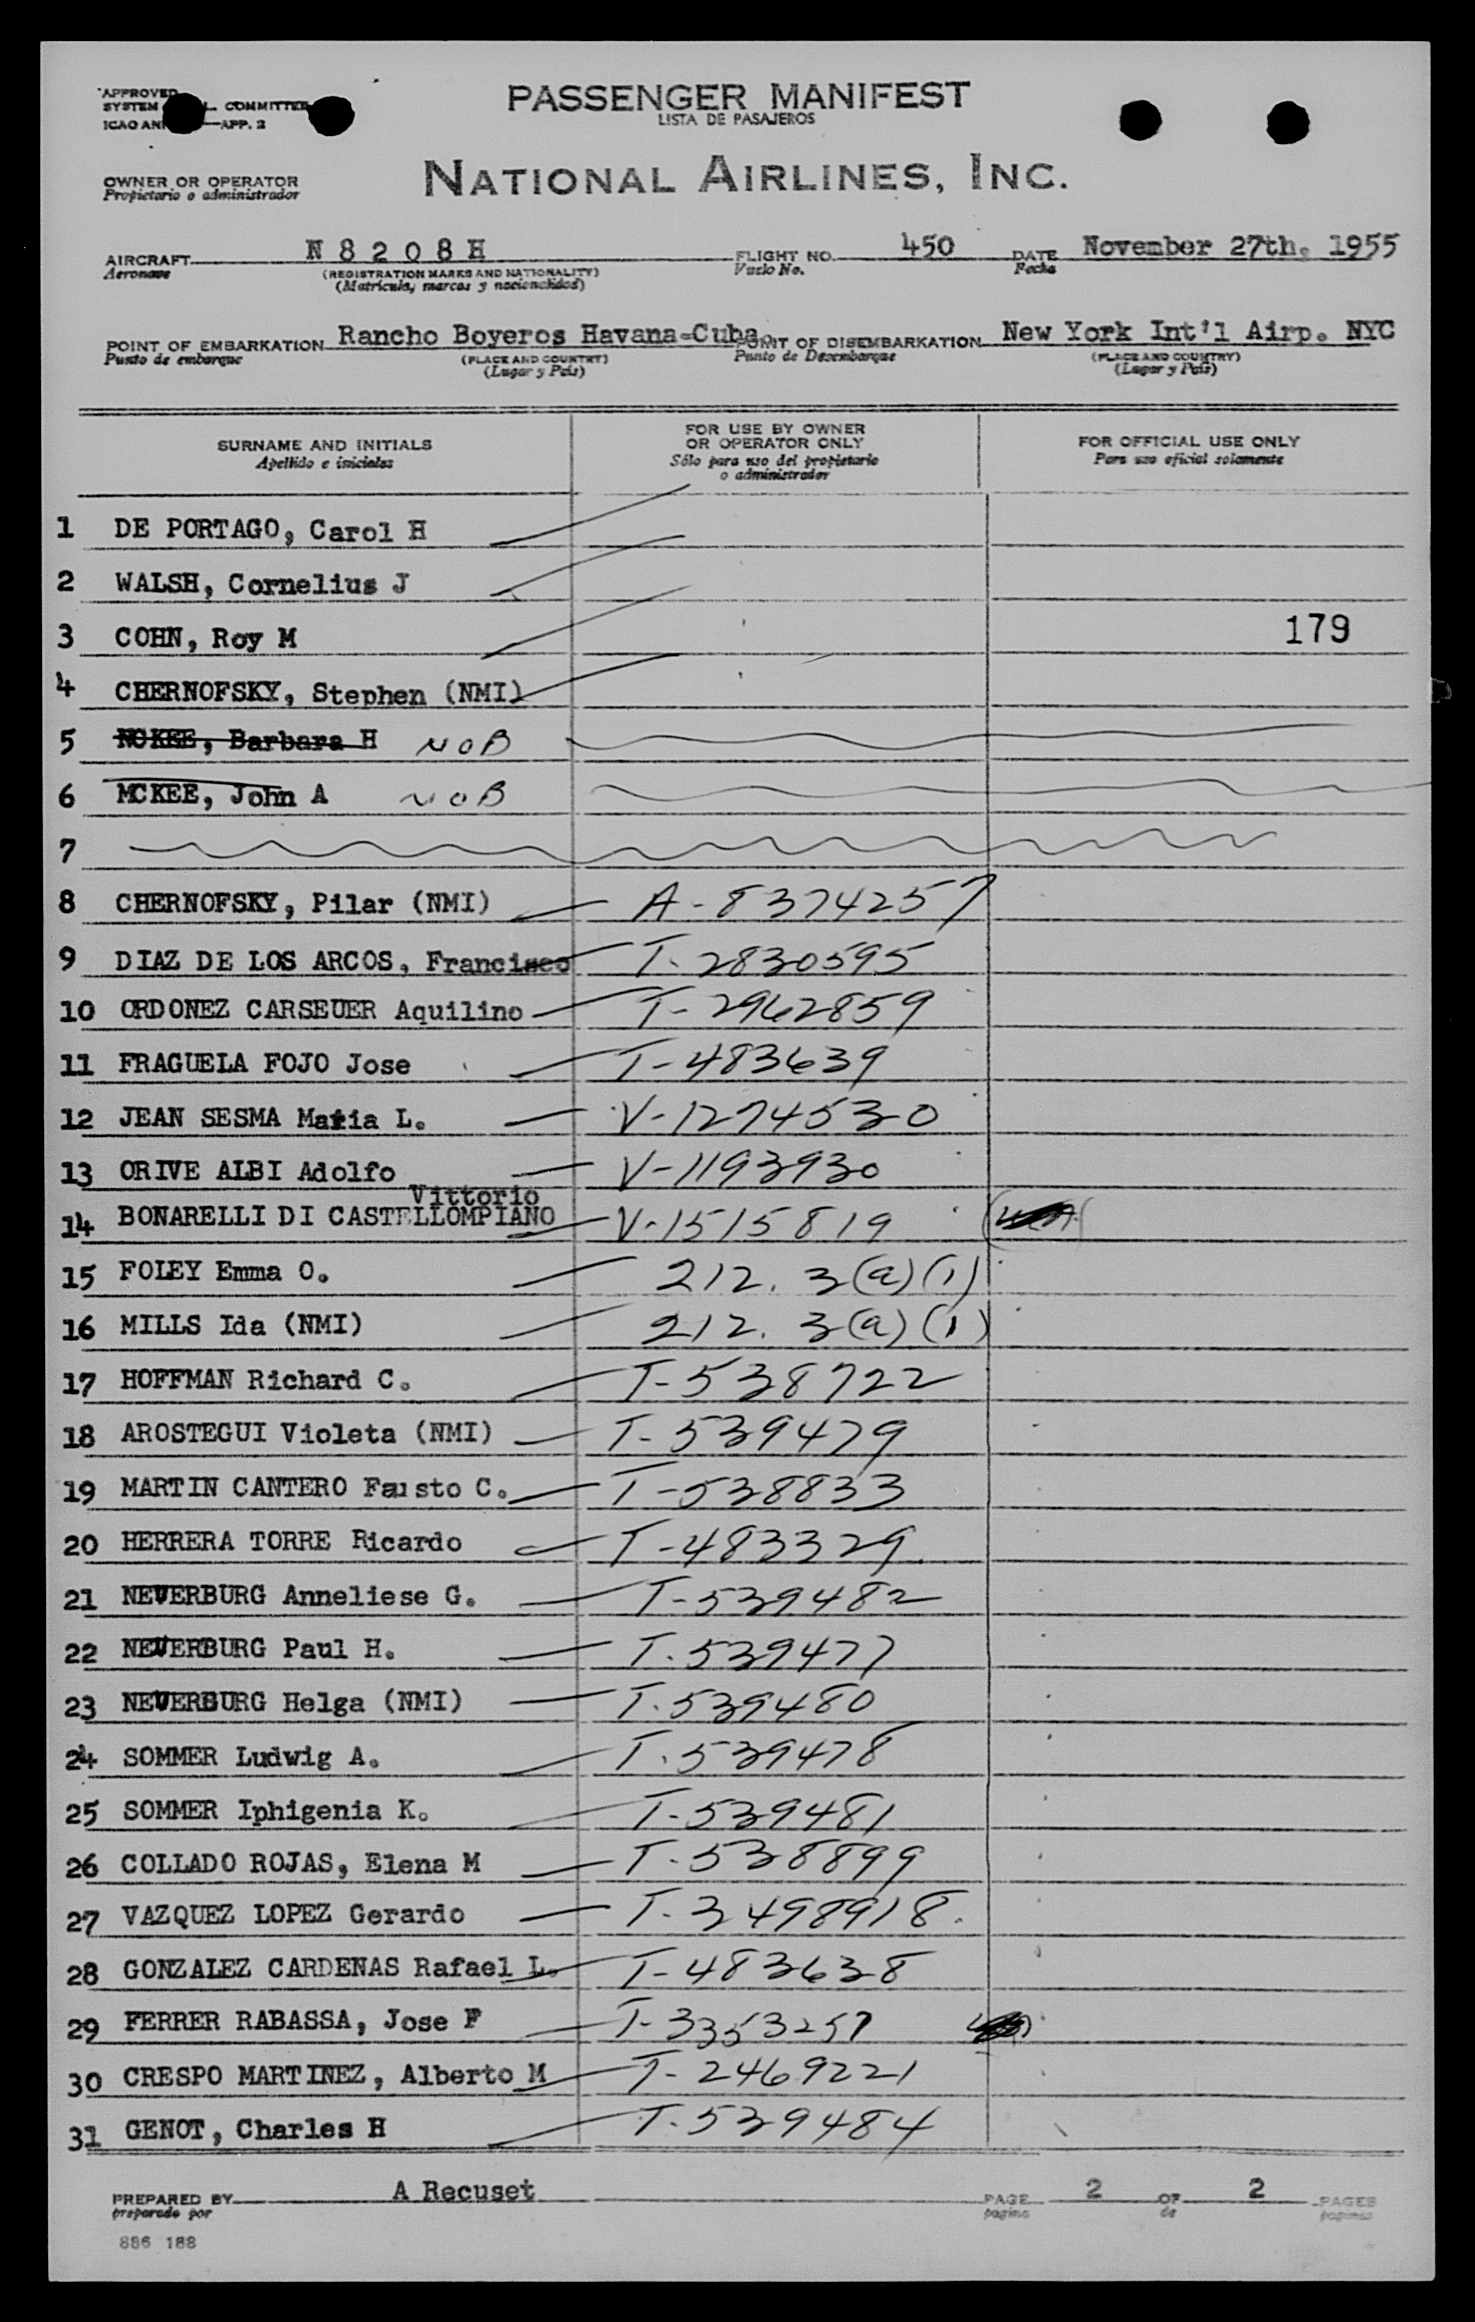 APPROVED
SYSTEM COMMITTEE
ICAO APP. 2
PASSENGER MANIFEST
LISTA DE PASAJEROS
OWNER OR OPERATOR
Propietario o administrador
NATIONAL AIRLINES, INC.
AIRCRAFT N 8 2 0 8 H FLIGHT NO. 450 DATE November 27th, 1955
Aeronave (REGISTRATION MARKS AND NATIONALITY) Vuelo No. Fecha
(Matrícula, marcas y nacionalidad)
POINT OF EMBARKATION Rancho Boyeros Havana-Cuba POINT OF DISEMBARKATION New York Int'l Airp. NYC
Punto de embarque (PLACE AND COUNTRY) Punto de Desembarque (PLACE AND COUNTRY)
(Lugar y País) (Lugar y País)
SURNAME AND INITIALS FOR USE BY OWNER OR OPERATOR ONLY FOR OFFICIAL USE ONLY
Apellido e iniciales Sólo para uso del propietario o administrador Para uso oficial solamente
1 DE PORTAGO, Carol H
2 WALSH, Cornelius J
3 COHN, Roy M 179
4 CHERNOFSKY, Stephen (NMI)
5 Barbara H NOB
6 MCKEE, John A NOB
7
8 CHERNOFSKY, Pilar (NMI) A-8374257
9 DIAZ DE LOS ARCOS, Francisco T-2830595
10 ORDONEZ CARSEUER Aquilino T-2962859
11 FRAGUELA FOJO Jose T-483639
12 JEAN SESMA Maria L. V-1274530
13 ORIVE ALBI Adolfo V-1193930
Vittorio
14 BONARELLI DI CASTELLOMPIANO V-1515819
15 FOLEY Emma O. 212.3(a)(1)
16 MILLS Ida (NMI) 212.3(a)(1)
17 HOFFMAN Richard C. T-538722
18 AROSTEGUI Violeta (NMI) T-539479
19 MARTIN CANTERO Fausto C. T-538833
20 HERRERA TORRE Ricardo T-483329
21 NEUERBURG Anneliese G. T-539482
22 NEUERBURG Paul H. T-539477
23 NEUERBURG Helga (NMI) T-539480
24 SOMMER Ludwig A. T-539478
25 SOMMER Iphigenia K. T-539481
26 COLLADO ROJAS, Elena M T-538899
27 VAZQUEZ LOPEZ Gerardo T-3498918
28 GONZALEZ CARDENAS Rafael L. T-483638
29 FERRER RABASSA, Jose F T-3353257
30 CRESPO MARTINEZ, Alberto M T-2469221
31 GENOT, Charles H T-539484
PREPARED BY A Recuset PAGE 2 OF 2 PAGES
preparado por página de paginas
886 188